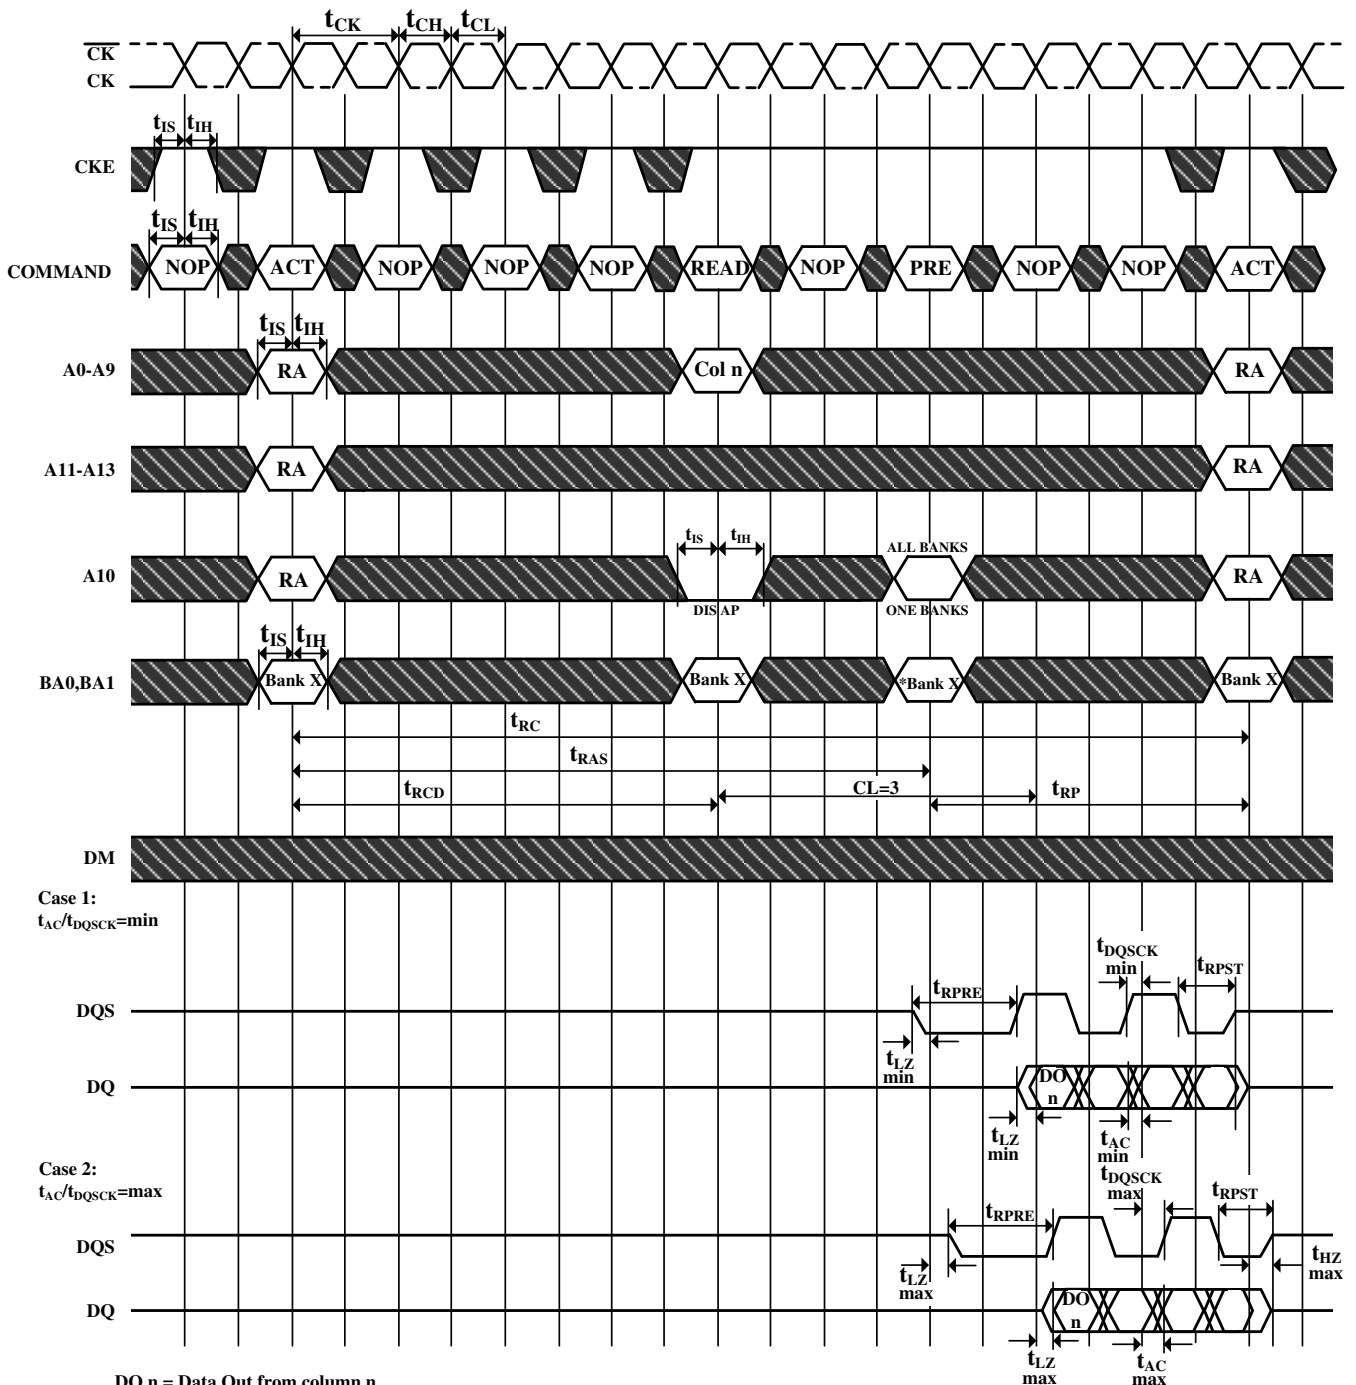 tCK tCH tCL
CK
CK
tIS tIH
CKE
tIS tIH
COMMAND NOP ACT NOP NOP NOP READ NOP PRE NOP NOP ACT
tIS tIH
A0-A9 RA Col n RA
A11-A13 RA RA
tIS tIH ALL BANKS
A10 RA RA
DIS AP ONE BANKS
tIS tIH
BA0,BA1 Bank X Bank X *Bank X Bank X
tRC
tRAS
tRCD CL=3 tRP
DM
Case 1:
tAC/tDQSCK=min
tDQSCK
min
tRPRE tRPST
DQS
tLZ
min
DQ DO
n
tLZ
min
tAC
min
Case 2:
tAC/tDQSCK=max
tDQSCK
max
tRPRE tRPST
DQS
tLZ
max
tHZ
max
DQ DO
n
tLZ
max
tAC
max
DO n = Data Out from column n